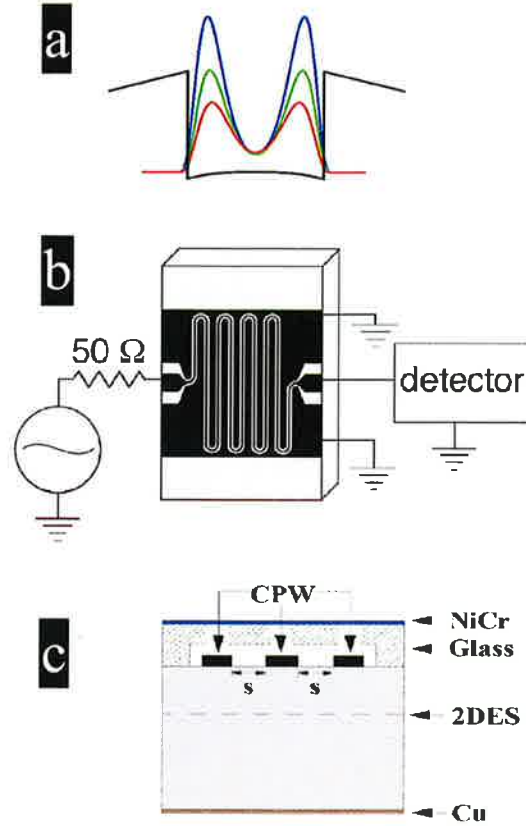 a
b
50 Ω
detector
c
CPW
NiCr
Glass
s s
2DES
Cu